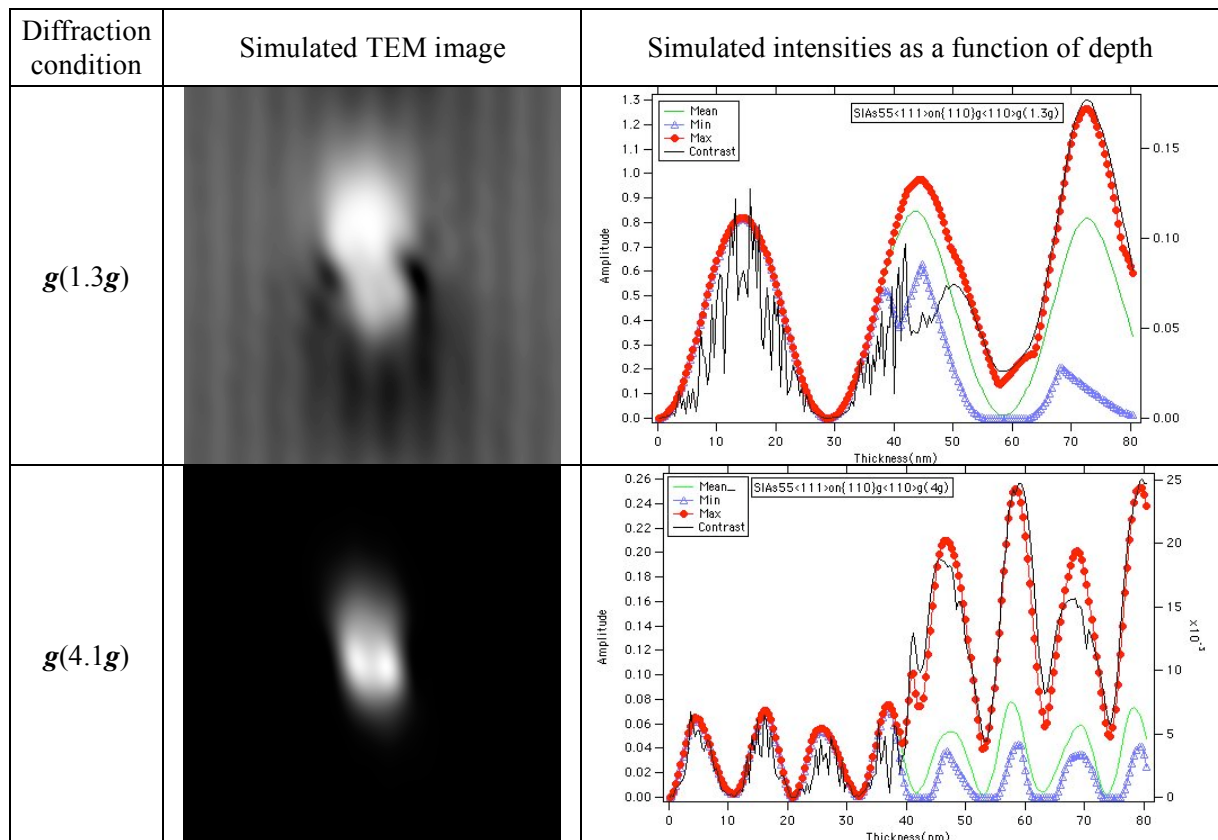 Diffraction
condition
Simulated TEM image
Simulated intensities as a function of depth
g(1.3g)
Mean
Min
Max
Contrast
SIAs55<111>on{110}g<110>g(1.3g)
1.3
1.2
1.1
1.0
0.9
0.8
0.7
0.6
0.5
0.4
0.3
0.2
0.1
0.0
Amplitude
0.15
0.10
0.05
0.00
0 10 20 30 40 50 60 70 80
Thickness(nm)
g(4.1g)
Mean_
Min
Max
Contrast
SIAs55<111>on{110}g<110>g(4g)
0.26
0.24
0.22
0.20
0.18
0.16
0.14
0.12
0.10
0.08
0.06
0.04
0.02
0.00
Amplitude
25
20
15
10
5
0
x10⁻³
0 10 20 30 40 50 60 70 80
Thickness(nm)